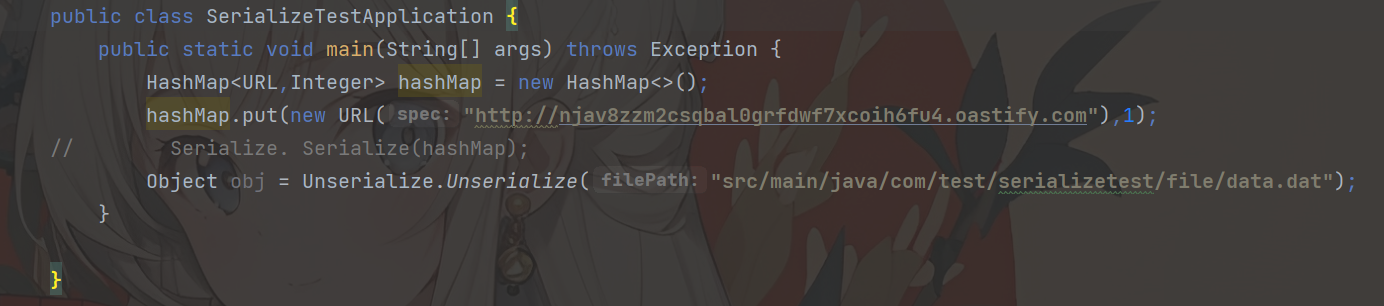 public class SerializeTestApplication {
    public static void main(String[] args) throws Exception {
        HashMap<URL,Integer> hashMap = new HashMap<>();
        hashMap.put(new URL( spec: "http://njav8zzm2csqbal0grfdwf7xcoih6fu4.oastify.com"),1);
//        Serialize. Serialize(hashMap);
        Object obj = Unserialize.Unserialize( filePath: "src/main/java/com/test/serializetest/file/data.dat");
    }
}